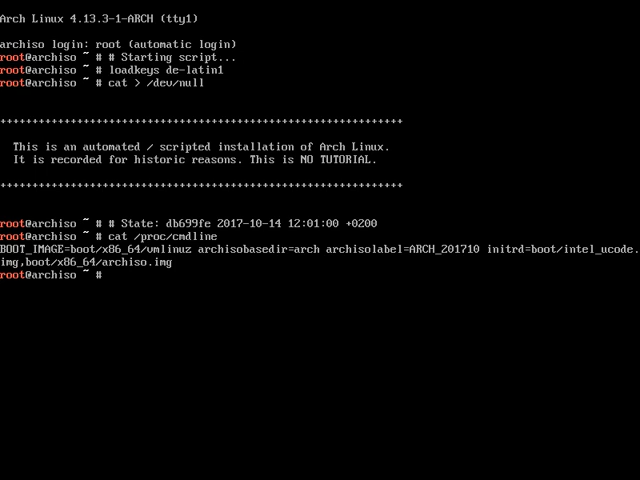 Arch Linux 4.13.3-1-ARCH (tty1)
archiso login: root (automatic login)
root@archiso ~ # # Starting script...
root@archiso ~ # loadkeys de-latin1
root@archiso ~ # cat > /dev/null
+++++++++++++++++++++++++++++++++++++++++++++++++++++++++++++++
This is an automated / scripted installation of Arch Linux.
It is recorded for historic reasons. This is NO TUTORIAL.
+++++++++++++++++++++++++++++++++++++++++++++++++++++++++++++++
root@archiso ~ # # State: db699fe 2017-10-14 12:01:00 +0200
root@archiso ~ # cat /proc/cmdline
BOOT_IMAGE=boot/x86_64/vmlinuz archisobasedir=arch archisolabel=ARCH_201710 initrd=boot/intel_ucode.
img,boot/x86_64/archiso.img
root@archiso ~ #